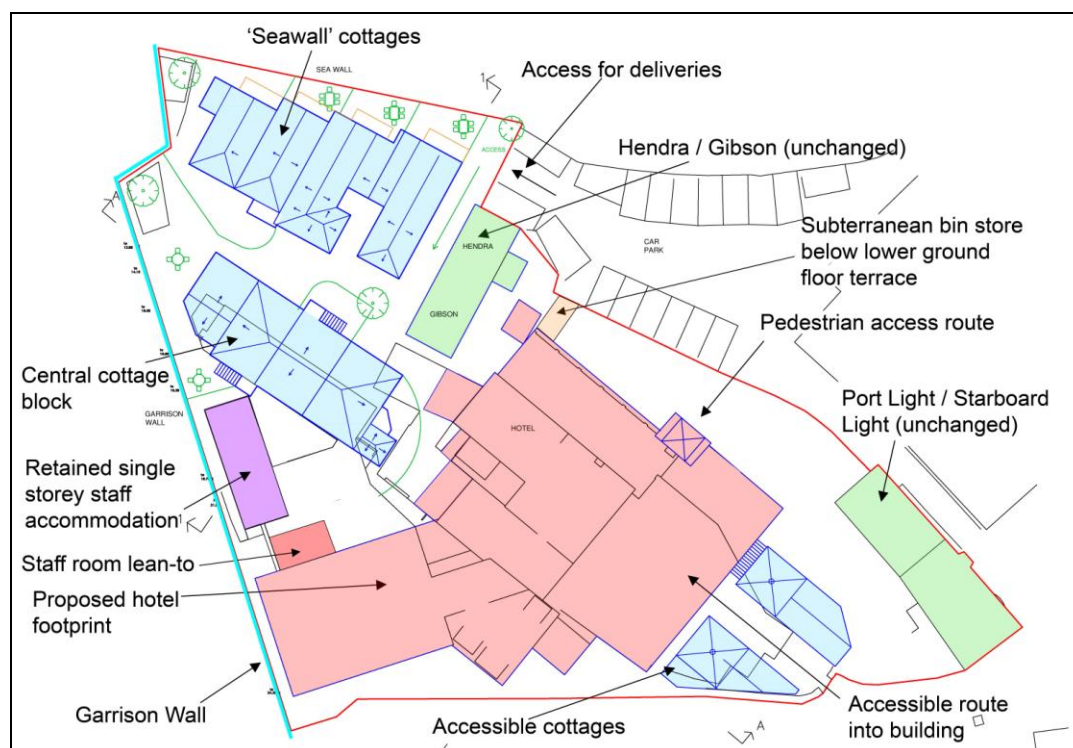 ‘Seawall’ cottages
SEA WALL
1
Access for deliveries
Hendra / Gibson (unchanged)
ACCESS
A
HENDRA
CAR
PARK
Subterranean bin store
below lower ground
floor terrace
GIBSON
Pedestrian access route
Central cottage
block
GARRISON
WALL
HOTEL
Port Light / Starboard
Light (unchanged)
Retained single
storey staff
accommodation
1
Staff room lean-to
Proposed hotel
footprint
Garrison Wall
Accessible cottages
A
Accessible route
into building